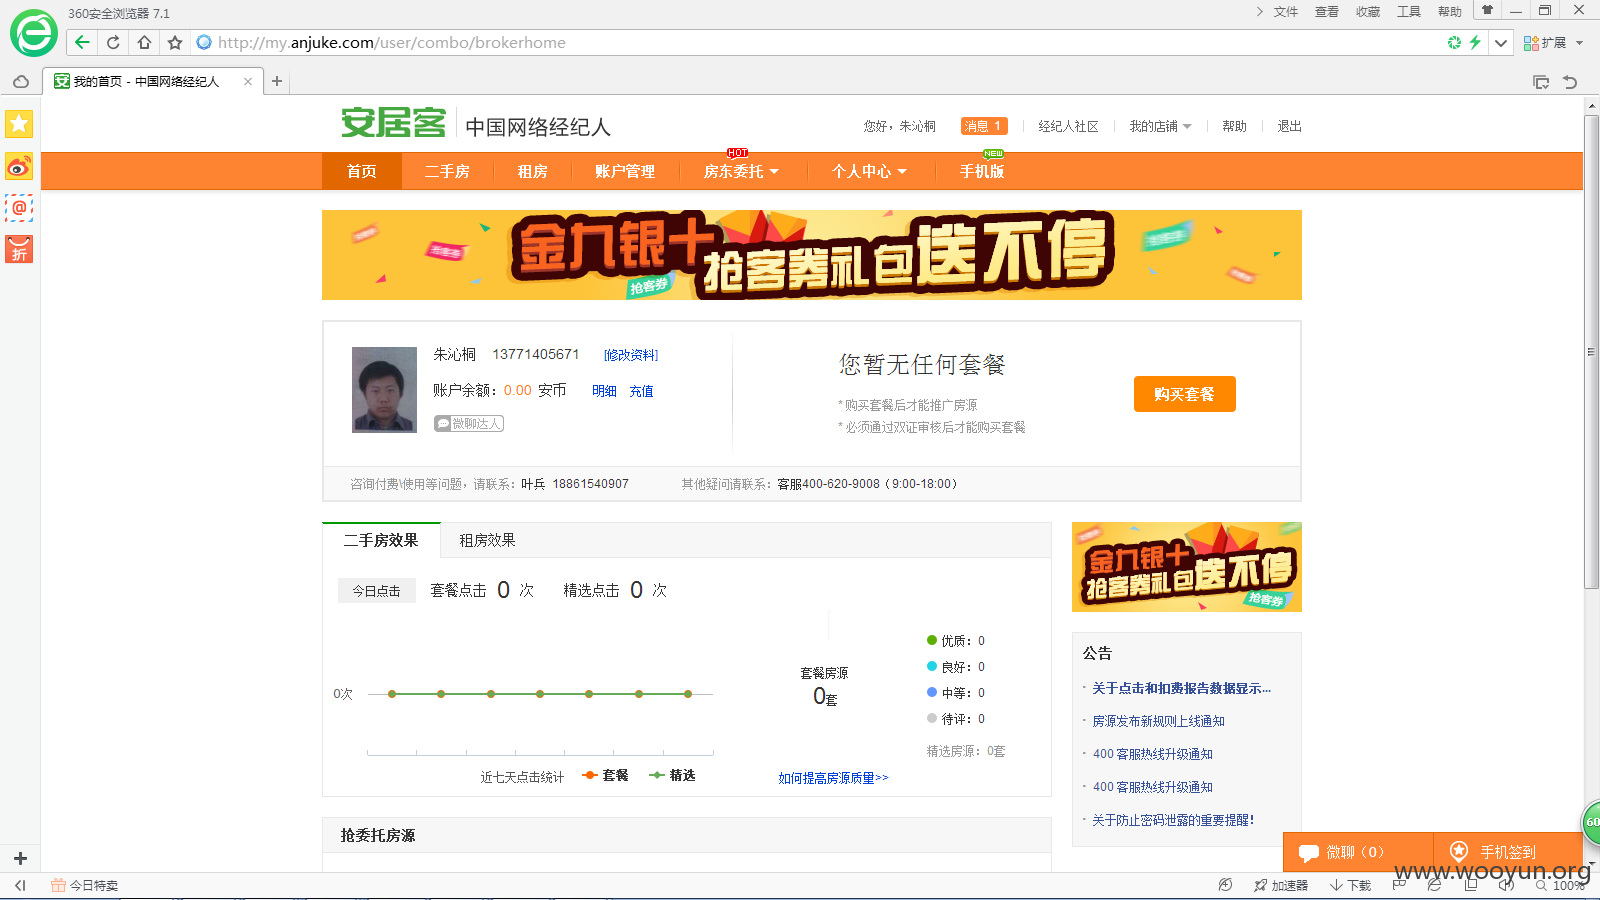 360安全浏览器 7.1
文件 查看 收藏 工具 帮助
http://my.anjuke.com/user/combo/brokerhome
扩展
我的首页 - 中国网络经纪人
安居客 中国网络经纪人
您好，朱沁桐 消息 1 经纪人社区 我的店铺 帮助 退出
首页 二手房 租房 账户管理 房东委托 HOT 个人中心 手机版 NEW
金九银十
抢客券礼包送不停
抢客券
朱沁桐 13771405671 [修改资料]
账户余额：0.00 安币 明细 充值
微聊达人
您暂无任何套餐
* 购买套餐后才能推广房源
* 必须通过双证审核后才能购买套餐
购买套餐
咨询付费\使用等问题，请联系：叶兵 18861540907 其他疑问请联系：客服400-620-9008（9:00-18:00）
二手房效果 租房效果
今日点击 套餐点击 0 次 精选点击 0 次
0次
近七天点击统计 套餐 精选
套餐房源
0套
优质：0
良好：0
中等：0
待评：0
精选房源：0套
如何提高房源质量>>
抢委托房源
金九银十
抢客券礼包送不停
抢客券
公告
· 关于点击和扣费报告数据显示...
· 房源发布新规则上线通知
· 400 客服热线升级通知
· 400 客服热线升级通知
· 关于防止密码泄露的重要提醒！
微聊（0） 手机签到
60
折
www.wooyun.org
今日特卖 加速器 下载 100%